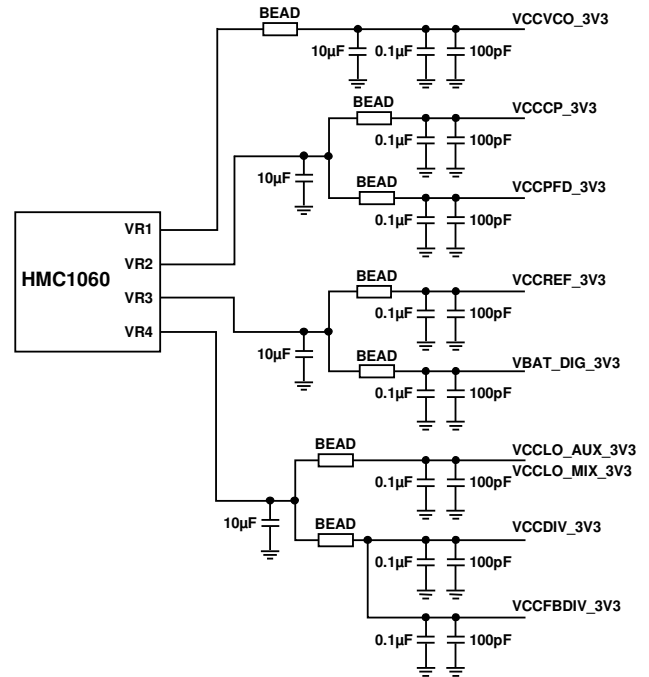 BEAD
VCCVCO_3V3
10µF
0.1µF
100pF
BEAD
VCCCP_3V3
0.1µF
100pF
10µF
BEAD
VCCPFD_3V3
0.1µF
100pF
HMC1060
VR1
VR2
VR3
VR4
BEAD
VCCREF_3V3
0.1µF
100pF
10µF
BEAD
VBAT_DIG_3V3
0.1µF
100pF
BEAD
VCCLO_AUX_3V3
VCCLO_MIX_3V3
0.1µF
100pF
10µF
BEAD
VCCDIV_3V3
0.1µF
100pF
VCCFBDIV_3V3
0.1µF
100pF